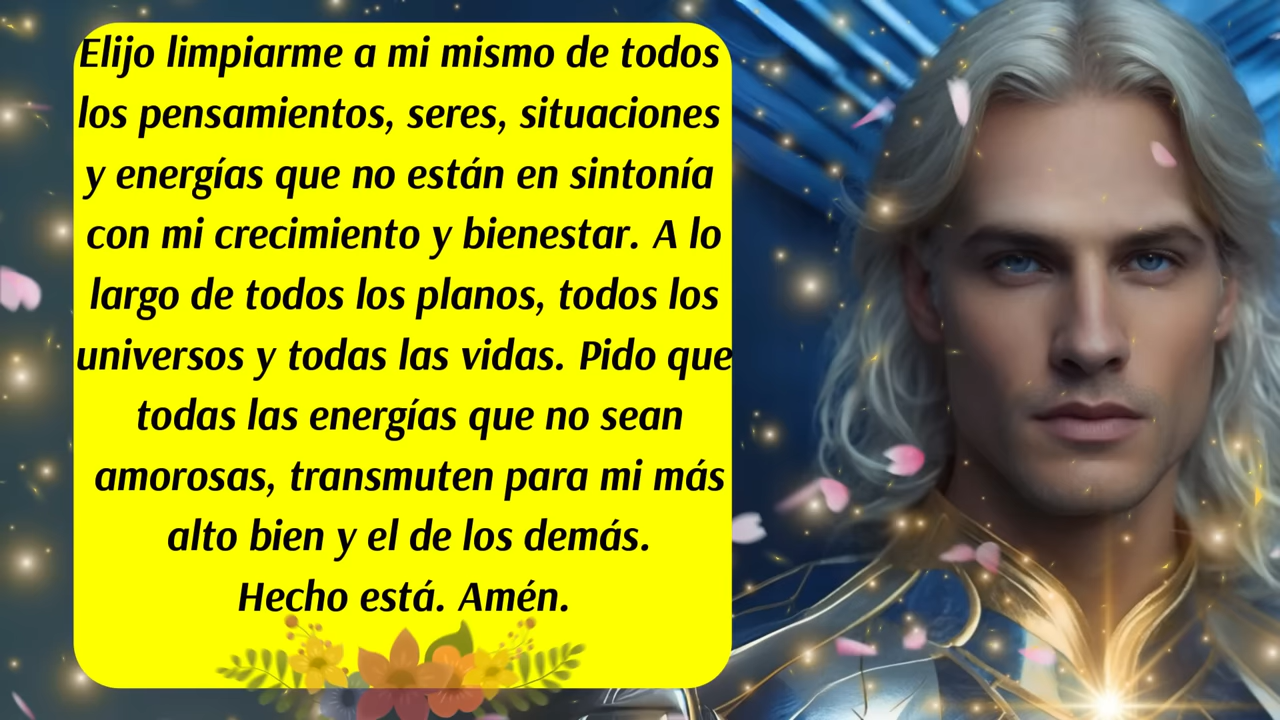 Elijo limpiarme a mi mismo de todos
los pensamientos, seres, situaciones
y energías que no están en sintonía
con mi crecimiento y bienestar. A lo
largo de todos los planos, todos los
universos y todas las vidas. Pido que
todas las energías que no sean
amorosas, transmuten para mi más
alto bien y el de los demás.
Hecho está. Amén.